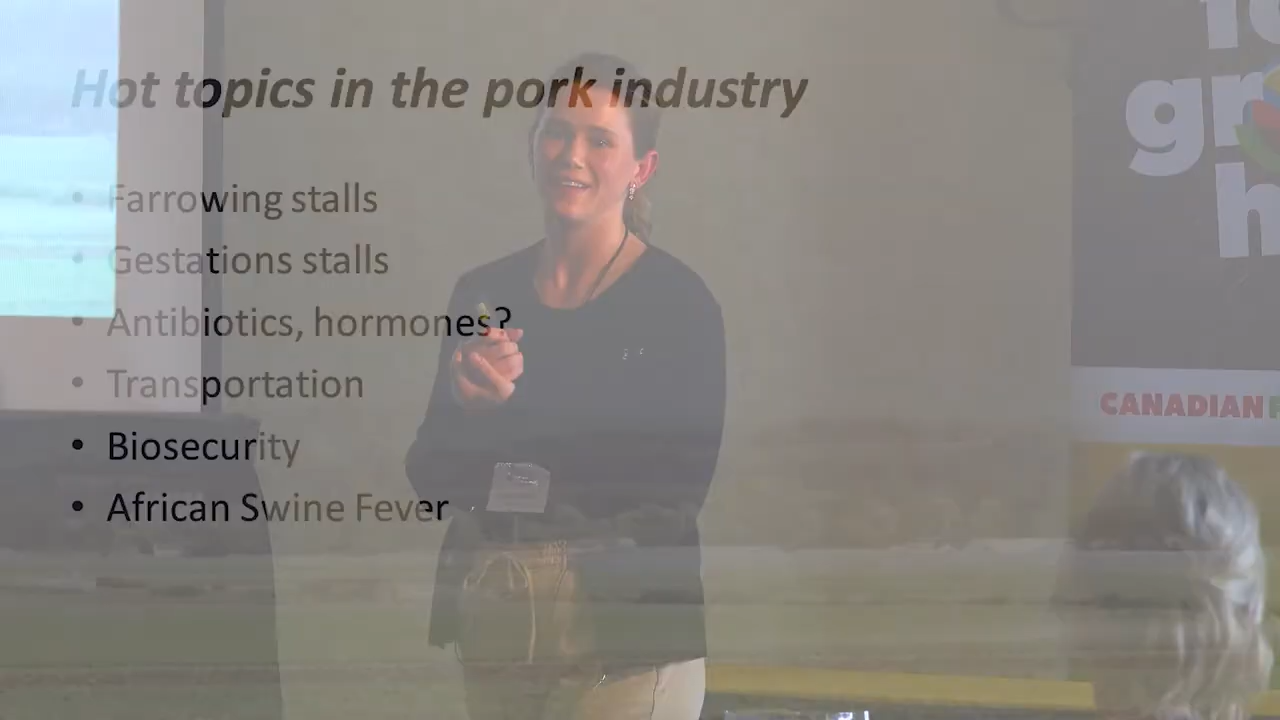 Hot topics in the pork industry
• Farrowing stalls
• Gestations stalls
• Antibiotics, hormones?
• Transportation
• Biosecurity
• African Swine Fever
CANADIAN